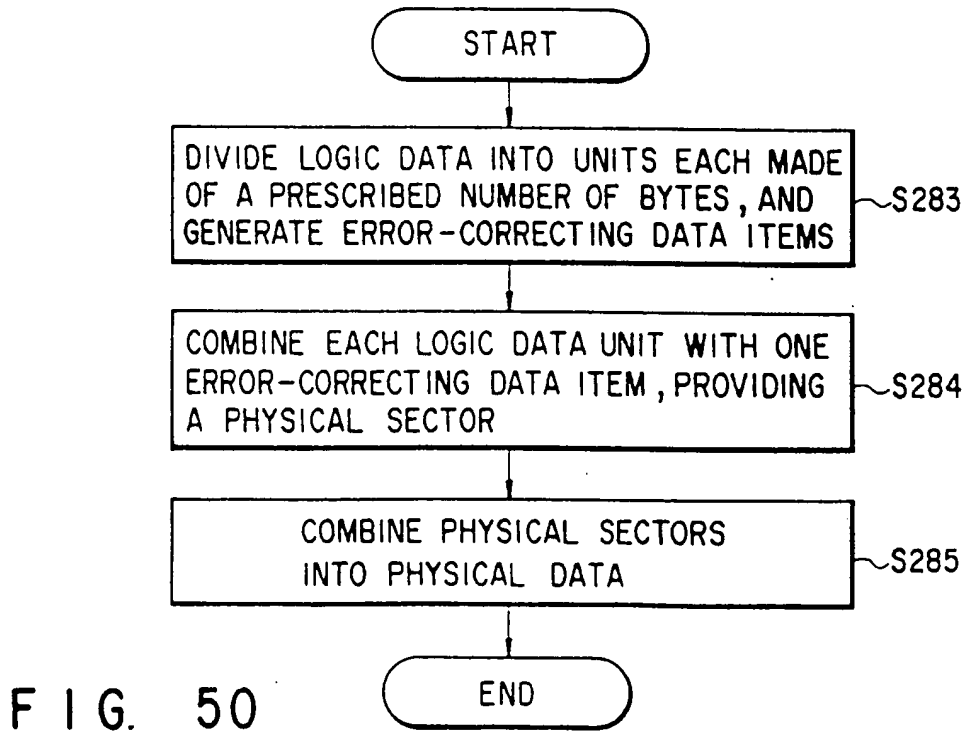 START
DIVIDE LOGIC DATA INTO UNITS EACH MADE
OF A PRESCRIBED NUMBER OF BYTES, AND
GENERATE ERROR-CORRECTING DATA ITEMS
S283
COMBINE EACH LOGIC DATA UNIT WITH ONE
ERROR-CORRECTING DATA ITEM, PROVIDING
A PHYSICAL SECTOR
S284
COMBINE PHYSICAL SECTORS
INTO PHYSICAL DATA
S285
END
FIG. 50